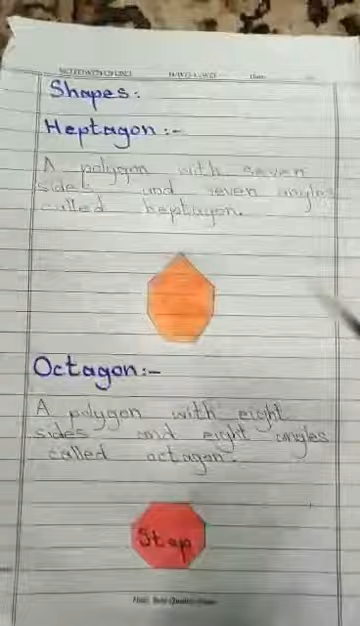 Shapes:
Heptagon:-
A polygon with seven
sides and seven angles
called heptagon.
Octagon:-
A polygon with eight
sides and eight angles
called octagon.
Stop